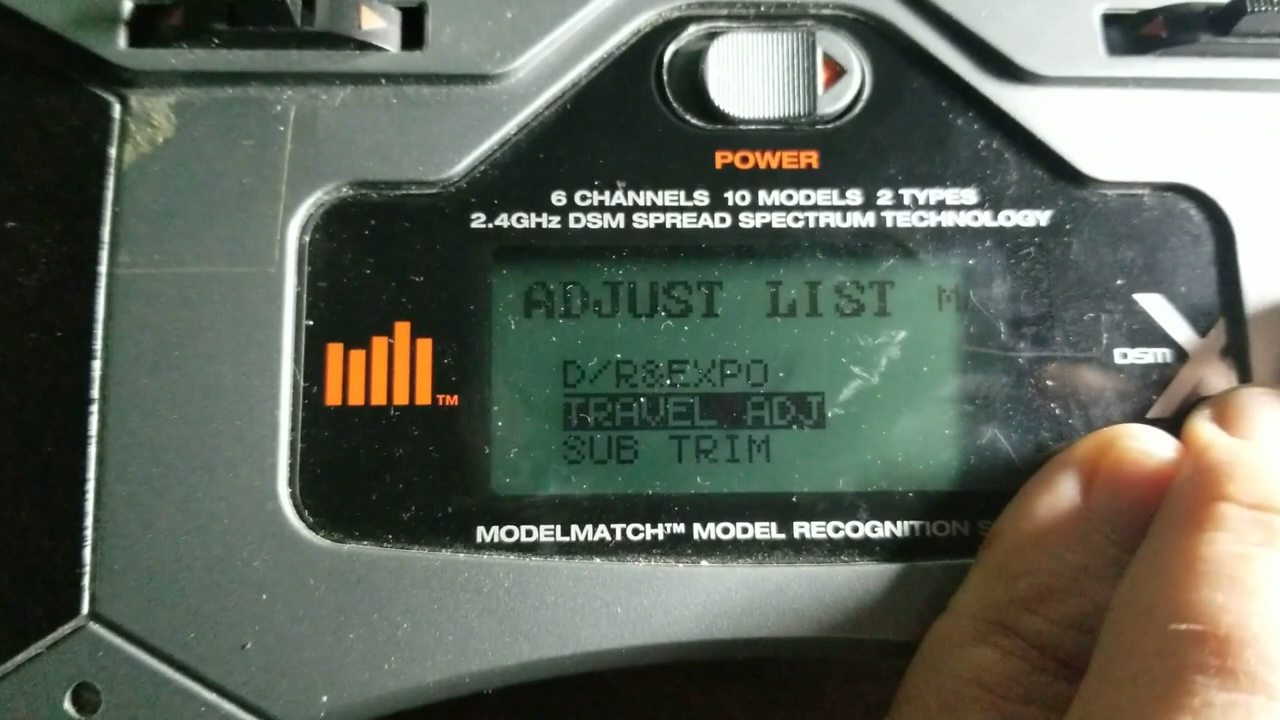 POWER
6 CHANNELS 10 MODELS 2 TYPES
2.4GHz DSM SPREAD SPECTRUM TECHNOLOGY
ADJUST LIST M
D/R&EXPO
TRAVEL ADJ
SUB TRIM
TM
DSM
MODELMATCH™ MODEL RECOGNITION S